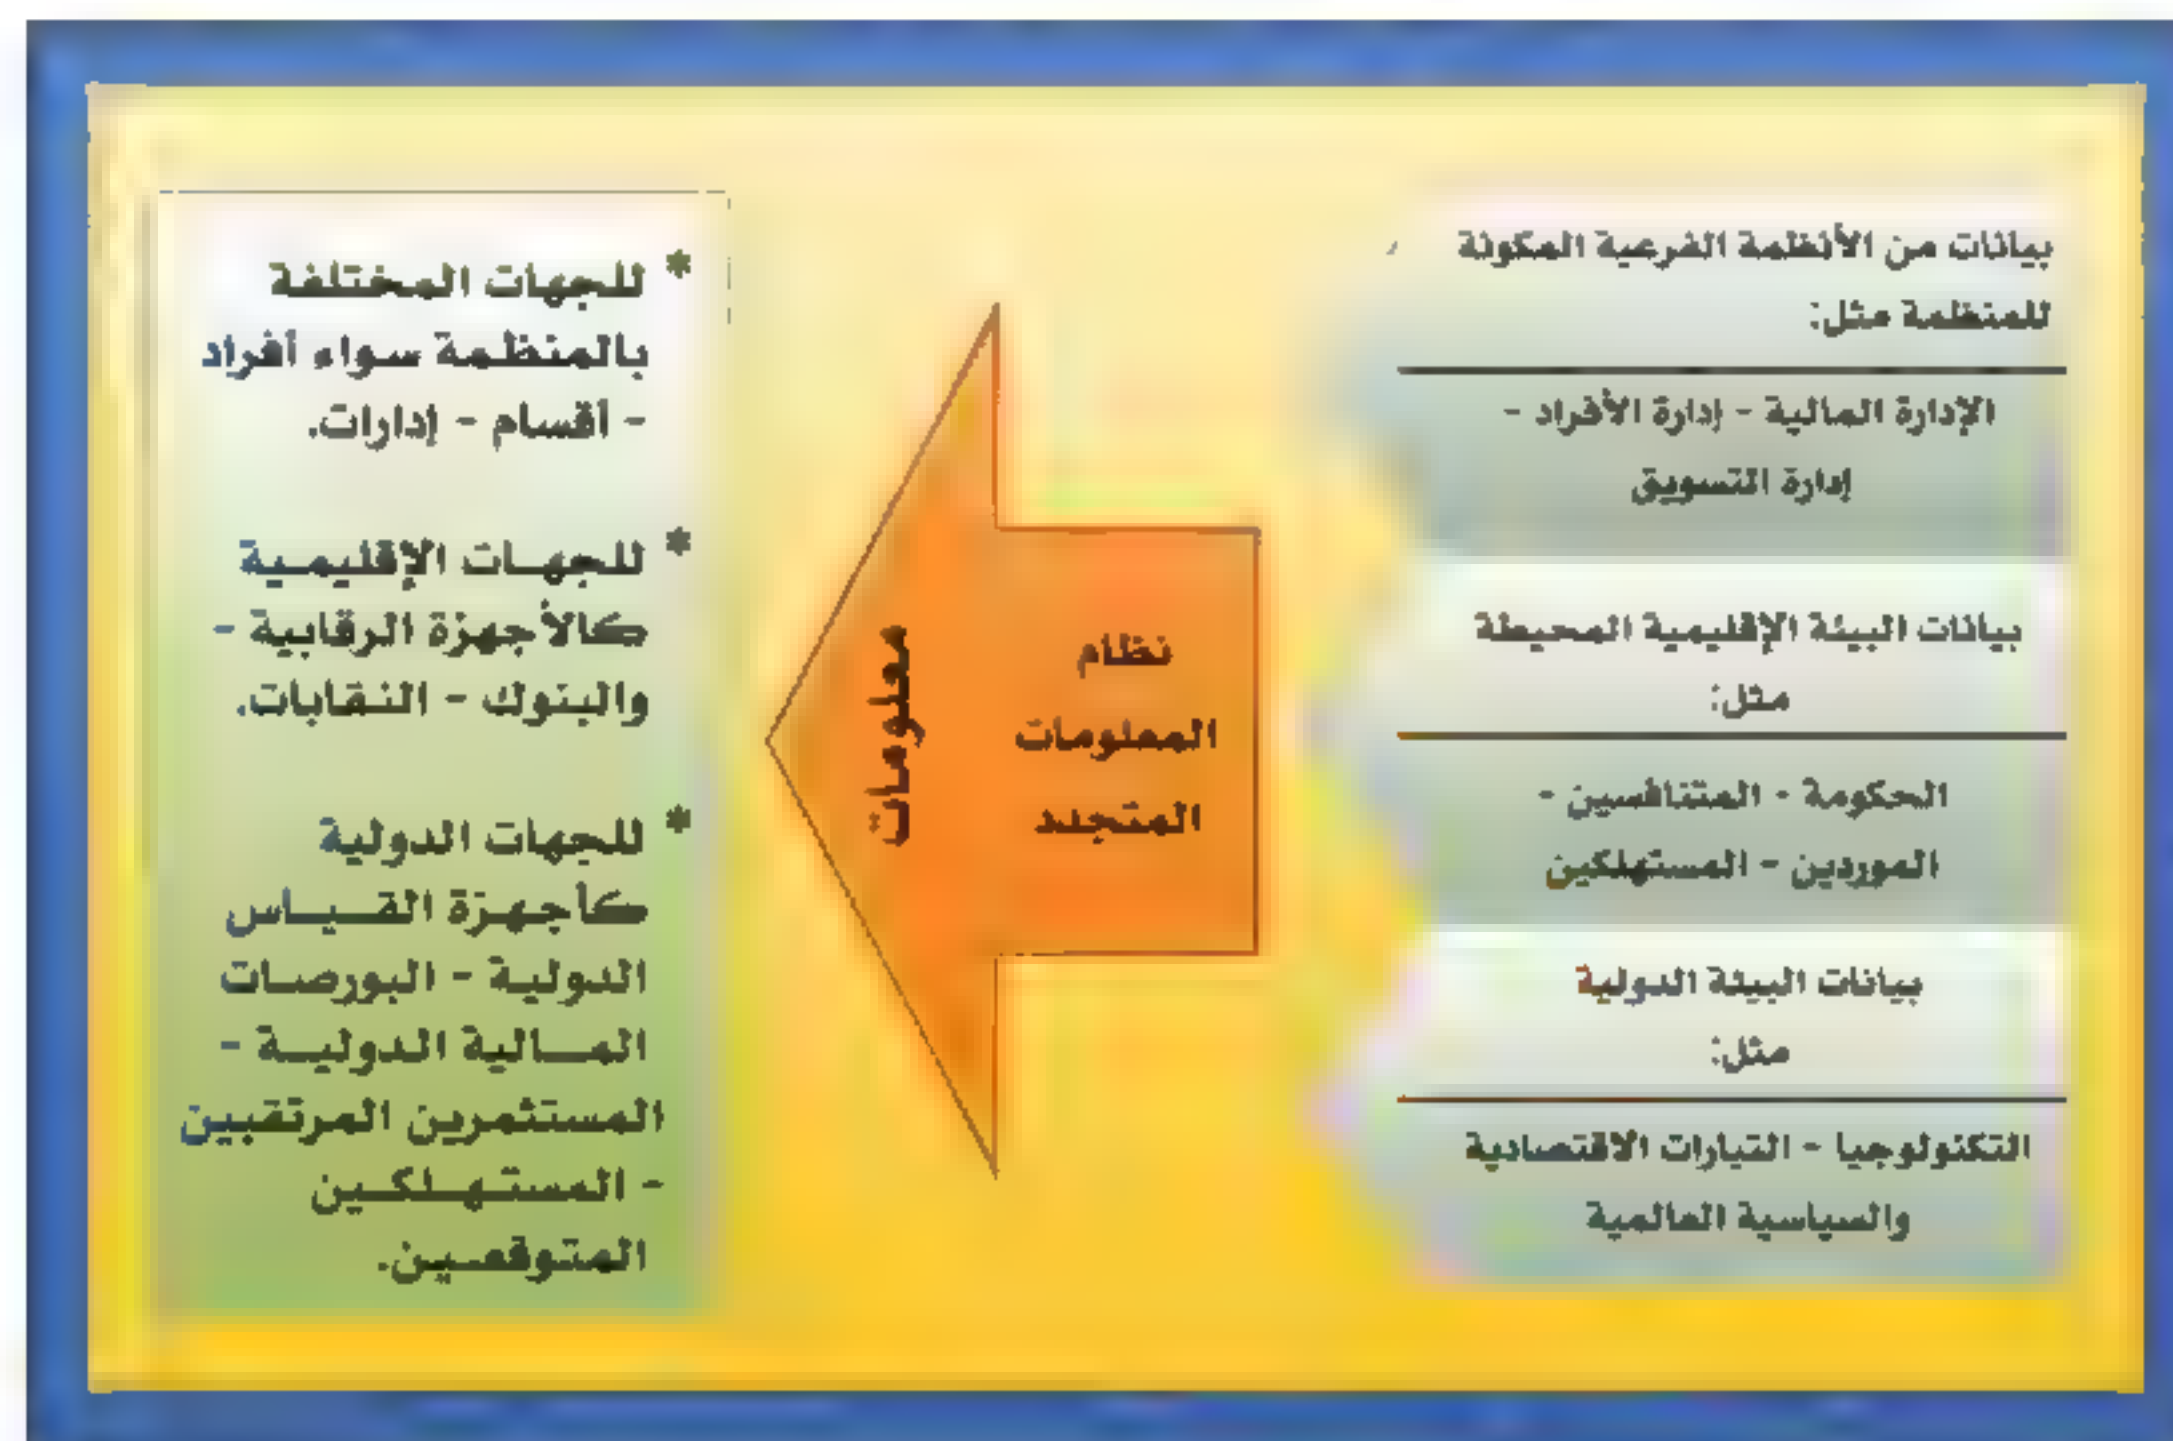 بيانات من الأنظمة الفرعية المكونة
للمنظمة مثل:
الإدارة المالية - إدارة الأفراد -
إدارة التسويق
بيانات البيئة الإقليمية المحيطة
مثل:
الحكومة - المتنافسين -
الموردين - المستهلكين
بيانات البيئة الدولية
مثل:
التكنولوجيا - التيارات الاقتصادية
والسياسية العالمية
نظام
المعلومات
المتجدد
معلومات
* للجهات المختلفة
بالمنظمة سواء أفراد
- أقسام - إدارات.
* للجهات الإقليمية
كالأجهزة الرقابية -
والبنوك - النقابات.
* للجهات الدولية
كأجهزة القياس
الدولية - البورصات
المالية الدولية -
المستثمرين المرتقبين
- المستهلكين
المتوقعين.